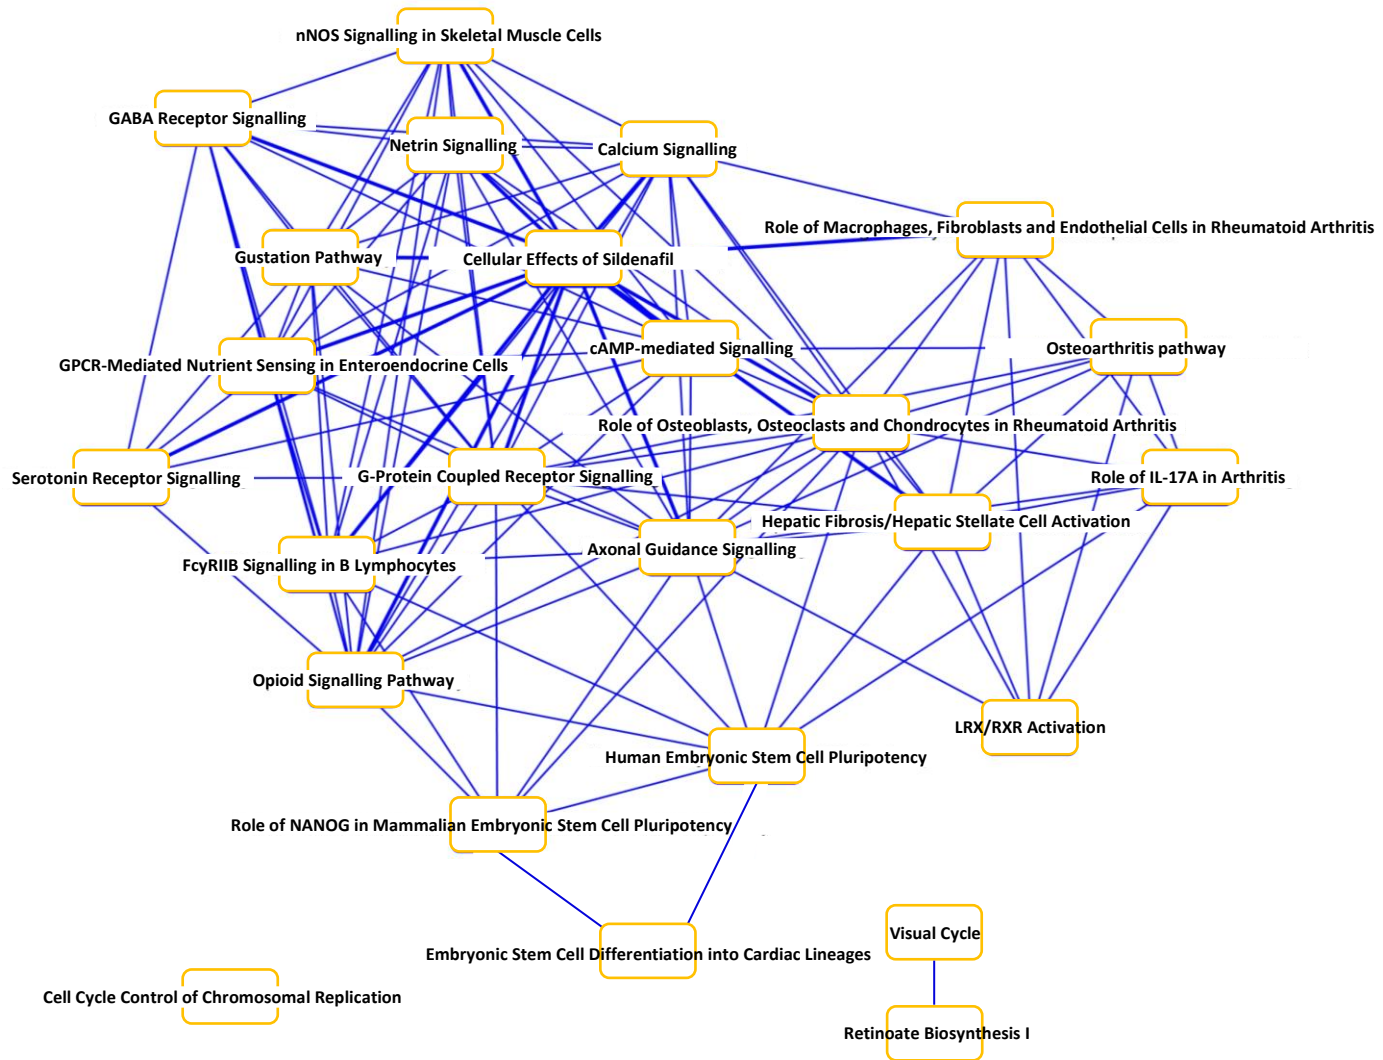 nNOS Signalling in Skeletal Muscle Cells
GABA Receptor Signalling
Netrin Signalling
Calcium Signalling
Role of Macrophages, Fibroblasts and Endothelial Cells in Rheumatoid Arthritis
Gustation Pathway
Cellular Effects of Sildenafil
cAMP-mediated Signalling
Osteoarthritis pathway
GPCR-Mediated Nutrient Sensing in Enteroendocrine Cells
Role of Osteoblasts, Osteoclasts and Chondrocytes in Rheumatoid Arthritis
Serotonin Receptor Signalling
G-Protein Coupled Receptor Signalling
Role of IL-17A in Arthritis
Hepatic Fibrosis/Hepatic Stellate Cell Activation
Axonal Guidance Signalling
FcyRIIB Signalling in B Lymphocytes
Opioid Signalling Pathway
LRX/RXR Activation
Human Embryonic Stem Cell Pluripotency
Role of NANOG in Mammalian Embryonic Stem Cell Pluripotency
Visual Cycle
Embryonic Stem Cell Differentiation into Cardiac Lineages
Cell Cycle Control of Chromosomal Replication
Retinoate Biosynthesis I